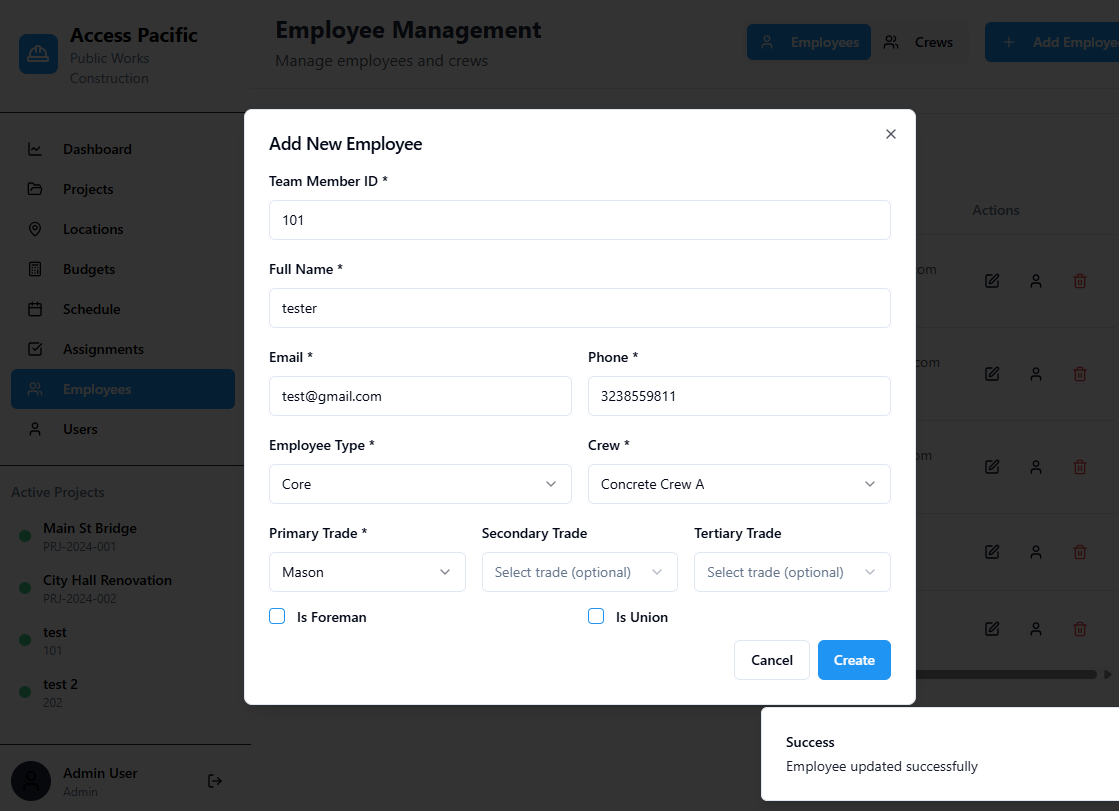 Access Pacific
Public Works
Construction
Employee Management
Manage employees and crews
Employees
Crews
Add
Dashboard
Projects
Locations
Budgets
Schedule
Assignments
Employees
Users
Active Projects
Main St Bridge
PRJ-2024-001
City Hall Renovation
PRJ-2024-002
test
101
test 2
202
Admin User
Admin
Actions
om
com
om
Add New Employee
Team Member ID *
101
Full Name *
tester
Email *
Phone *
test@gmail.com
3238559811
Employee Type *
Crew *
Core
Concrete Crew A
Primary Trade *
Secondary Trade
Tertiary Trade
Mason
Select trade (optional)
Select trade (optional)
Is Foreman
Is Union
Cancel
Create
Success
Employee updated successfully